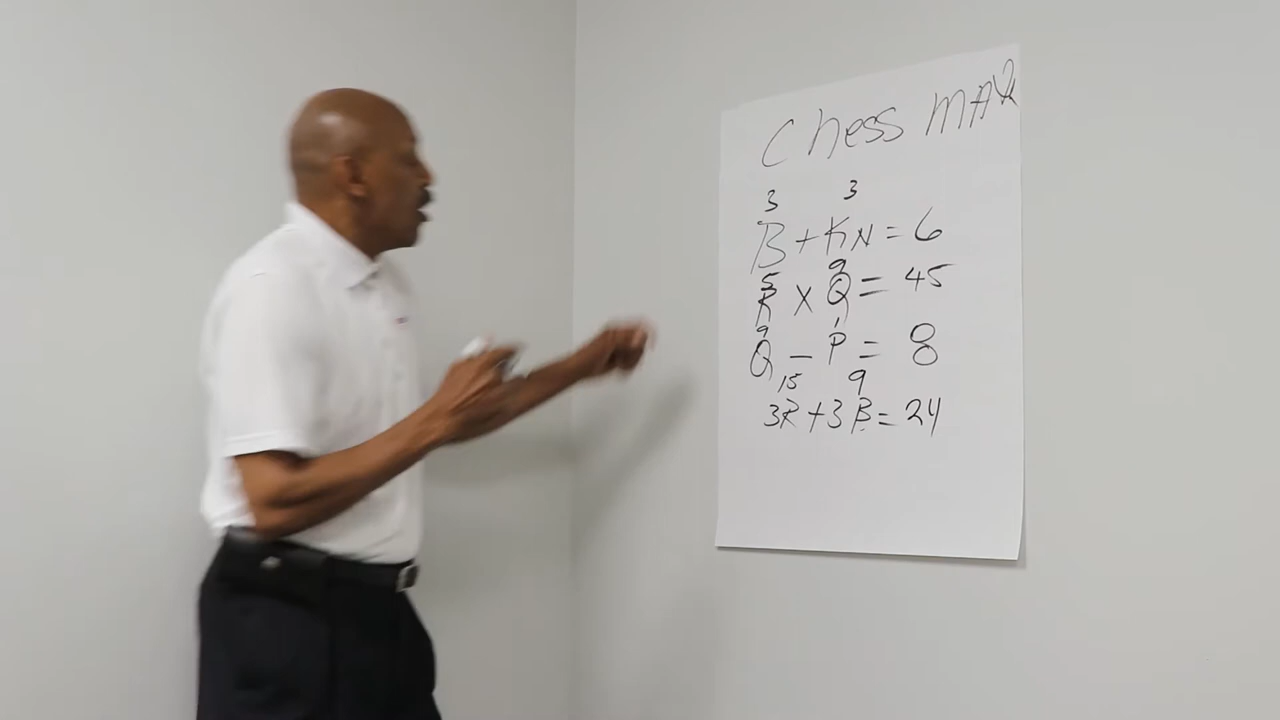 Chess MATH
3 3
B + KN = 6
5 9
R x Q = 45
9 1
Q - P = 8
15 9
3R + 3B = 24